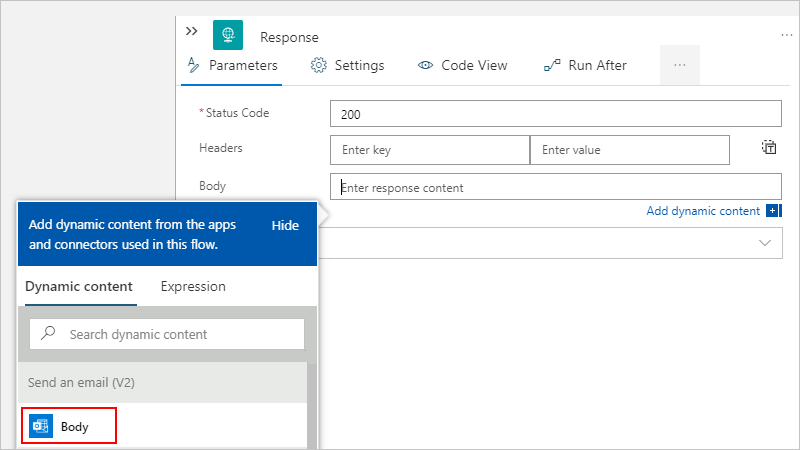 Response
Parameters Settings Code View Run After
*Status Code 200
Headers Enter key Enter value
Body Enter response content
Add dynamic content
Add dynamic content from the apps
and connectors used in this flow.
Hide
Dynamic content Expression
Search dynamic content
Send an email (V2)
Body